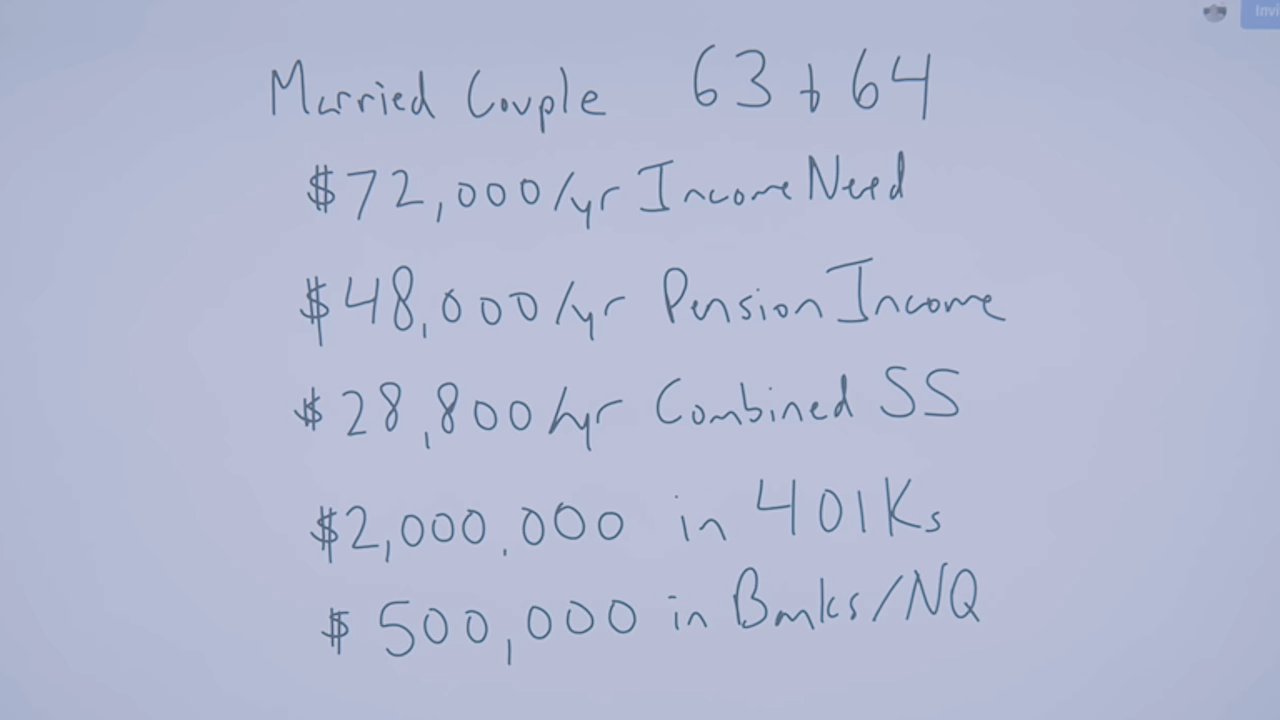 Married Couple 63 + 64
$72,000/yr Income Need
$48,000/yr Pension Income
$28,800/yr Combined SS
$2,000,000 in 401Ks
$500,000 in Banks/NQ